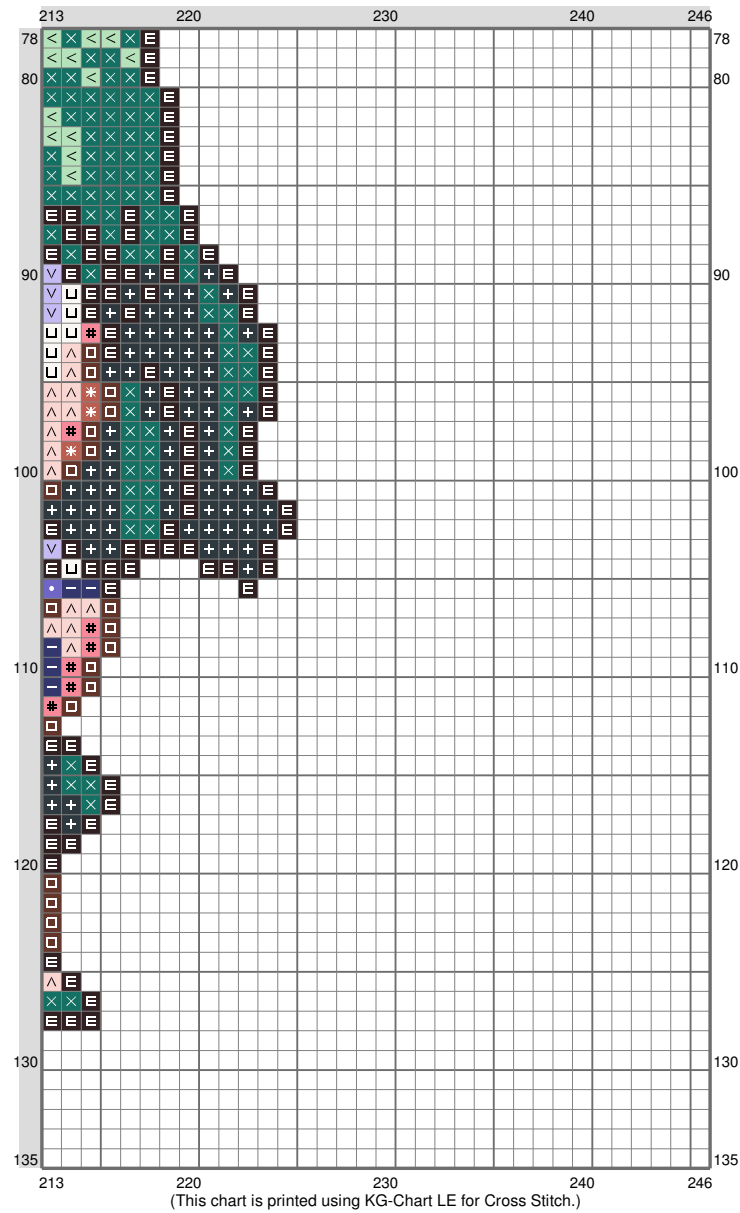 213 220 230 240 246
78 < × < < × E 78
< < × × < E
80 × × < × × E 80
× × × × × × E
< × × × × × E
< < × × × × E
× < × × × × E
× < × × × × E
× × × × × × E
E E × × E × × E
× E E × E × × E
E × E E × × E × E
90 V E × E E + E × + E 90
V ⊔ E E + E + + × + E
V ⊔ E + E + + + × × E
⊔ ⊔ # E + + + + + × + E
⊔ ^ □ E + + + + + × × E
⊔ ^ □ + + E + + + × × E
^ ^ * □ × + E + + × × E
^ ^ * □ × + E + + × + E
^ # □ + × × + E + × E
^ * □ + × × + E + × E
100 ^ □ + + × × + E + × E 100
□ + + + × × + E + + + E
+ + + + × × + E + + + + E
E + + + × × E + + + + + E
V E + + E E E E + + + E
E ⊔ E E E E E + E
• − − E E
□ ^ ^ □
^ ^ # □
− ^ # □
110 − # □ 110
− # □
# □
□
E E
+ × E
+ × × E
+ + × E
E + E
E E
120 E 120
□
□
□
□
E
^ E
× × E
E E E
130 130
135 135
213 220 230 240 246
(This chart is printed using KG-Chart LE for Cross Stitch.)